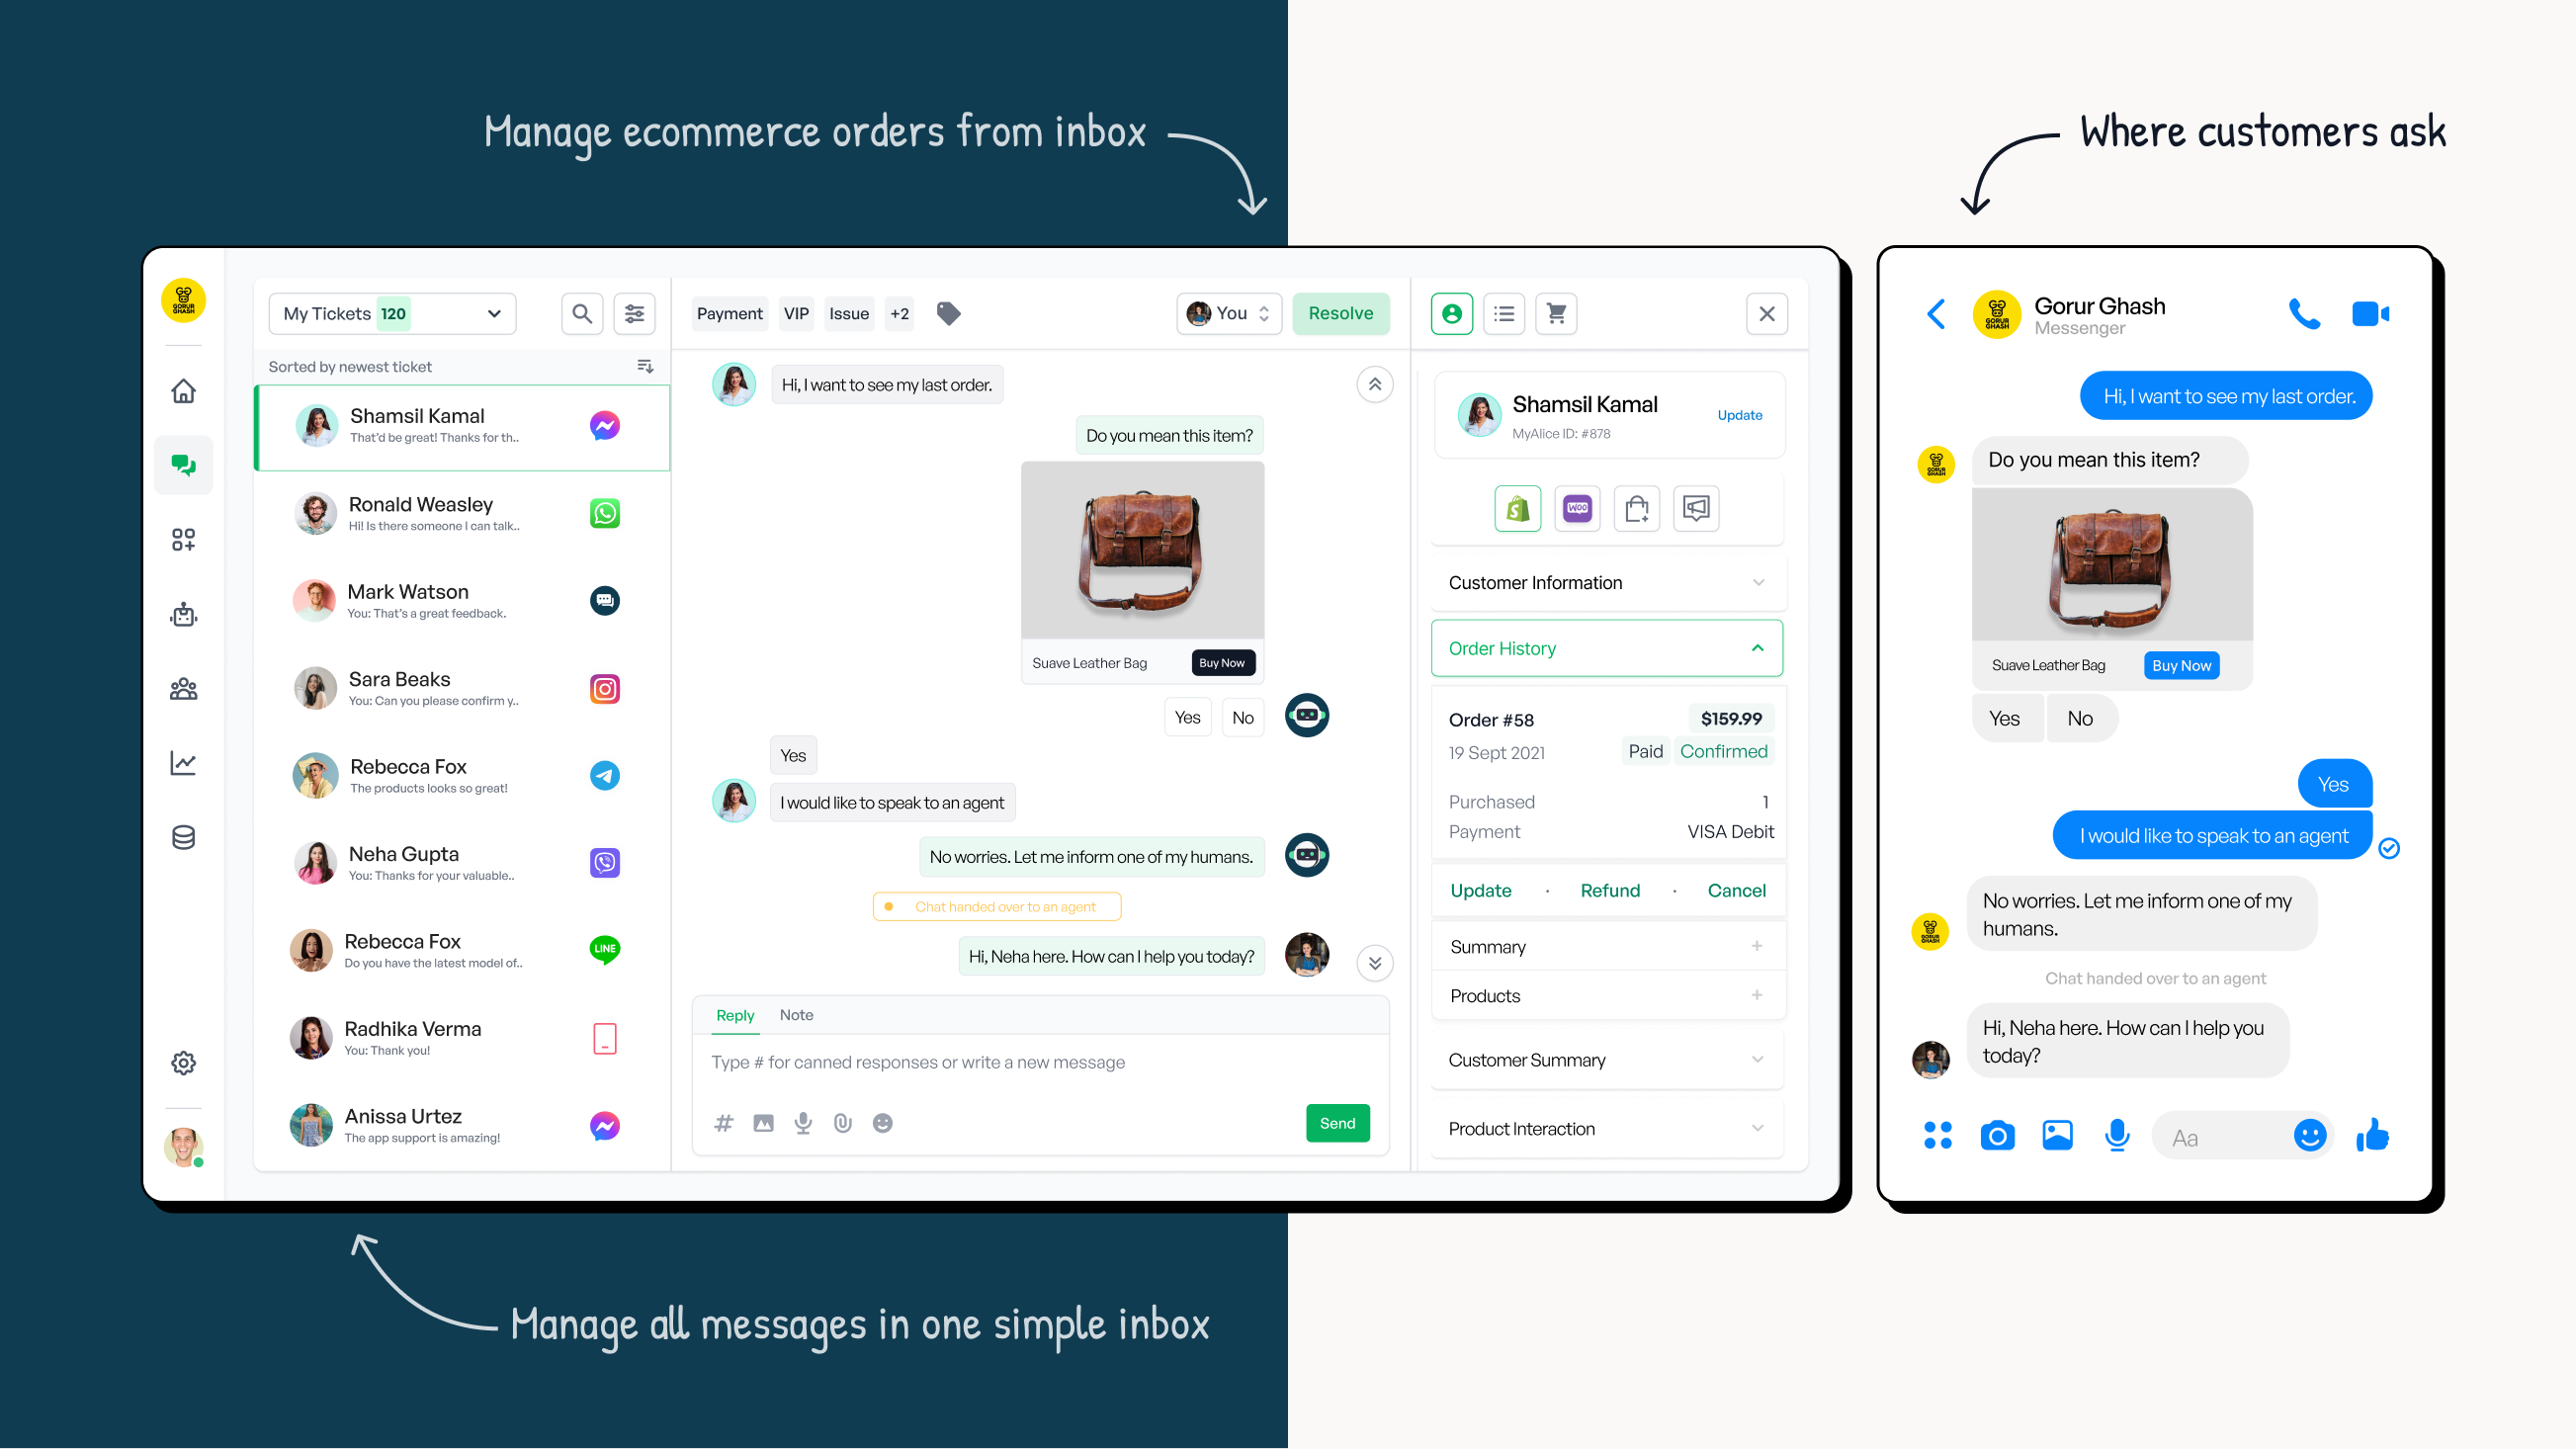 Manage ecommerce orders from inbox
Where customers ask
GORUR
GHASH
My Tickets 120
Sorted by newest ticket
Shamsil Kamal
That'd be great! Thanks for th..
Ronald Weasley
Hi! Is there someone I can talk..
Mark Watson
You: That's a great feedback.
Sara Beaks
You: Can you please confirm y..
Rebecca Fox
The products looks so great!
Neha Gupta
You: Thanks for your valuable..
Rebecca Fox
Do you have the latest model of..
LINE
Radhika Verma
You: Thank you!
Anissa Urtez
The app support is amazing!
Payment VIP Issue +2
You
Resolve
Hi, I want to see my last order.
Do you mean this item?
Suave Leather Bag
Buy Now
Yes No
Yes
I would like to speak to an agent
No worries. Let me inform one of my humans.
Chat handed over to an agent
Hi, Neha here. How can I help you today?
Reply Note
Type # for canned responses or write a new message
Send
Shamsil Kamal
MyAlice ID: #878
Update
WOO
Customer Information
Order History
Order #58 $159.99
19 Sept 2021 Paid Confirmed
Purchased 1
Payment VISA Debit
Update · Refund · Cancel
Summary +
Products +
Customer Summary
Product Interaction
GORUR
GHASH
Gorur Ghash
Messenger
Hi, I want to see my last order.
Do you mean this item?
GORUR
GHASH
Suave Leather Bag
Buy Now
Yes No
Yes
I would like to speak to an agent
No worries. Let me inform one of my
humans.
GORUR
GHASH
Chat handed over to an agent
Hi, Neha here. How can I help you
today?
Aa
Manage all messages in one simple inbox